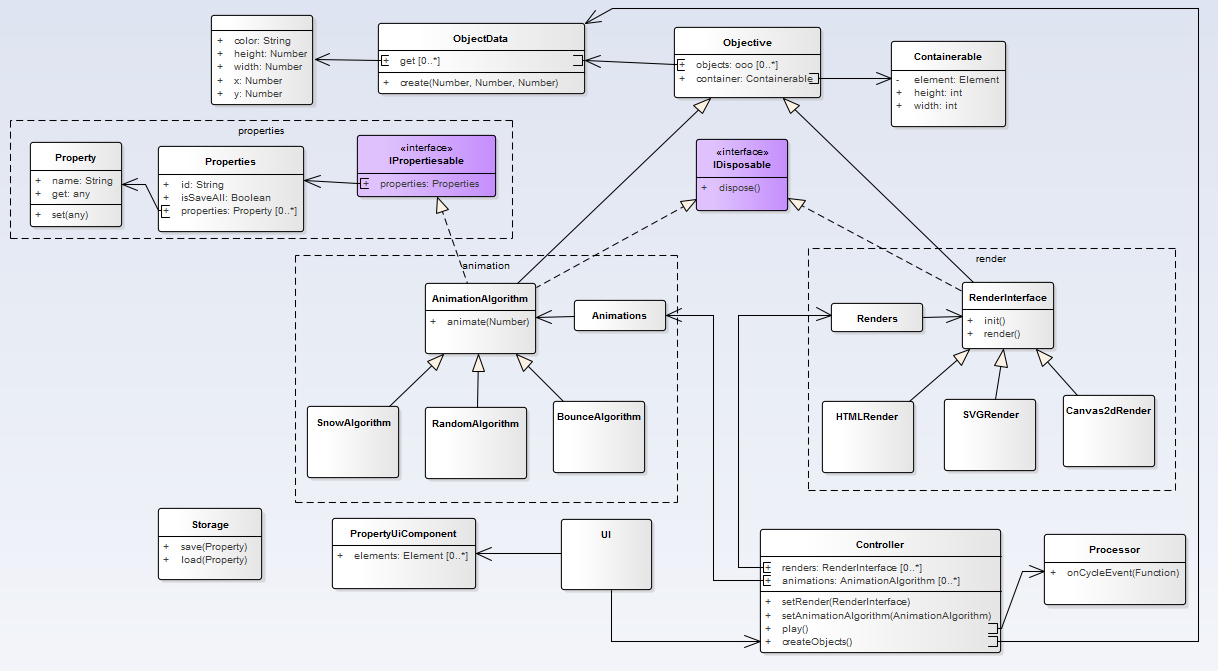 + color: String
+ height: Number
+ width: Number
+ x: Number
+ y: Number
ObjectData
+ get [0..*]
+ create(Number, Number, Number)
Objective
+ objects: ooo [0..*]
+ container: Containerable
Containerable
- element: Element
+ height: int
+ width: int
properties
Property
+ name: String
+ get: any
+ set(any)
Properties
+ id: String
+ isSaveAll: Boolean
+ properties: Property [0..*]
«interface»
IPropertiesable
+ properties: Properties
«interface»
IDisposable
+ dispose()
animation
AnimationAlgorithm
+ animate(Number)
Animations
SnowAlgorithm
RandomAlgorithm
BounceAlgorithm
render
Renders
RenderInterface
+ init()
+ render()
HTMLRender
SVGRender
Canvas2dRender
Storage
+ save(Property)
+ load(Property)
PropertyUiComponent
+ elements: Element [0..*]
UI
Controller
+ renders: RenderInterface [0..*]
+ animations: AnimationAlgorithm [0..*]
+ setRender(RenderInterface)
+ setAnimationAlgorithm(AnimationAlgorithm)
+ play()
+ createObjects()
Processor
+ onCycleEvent(Function)